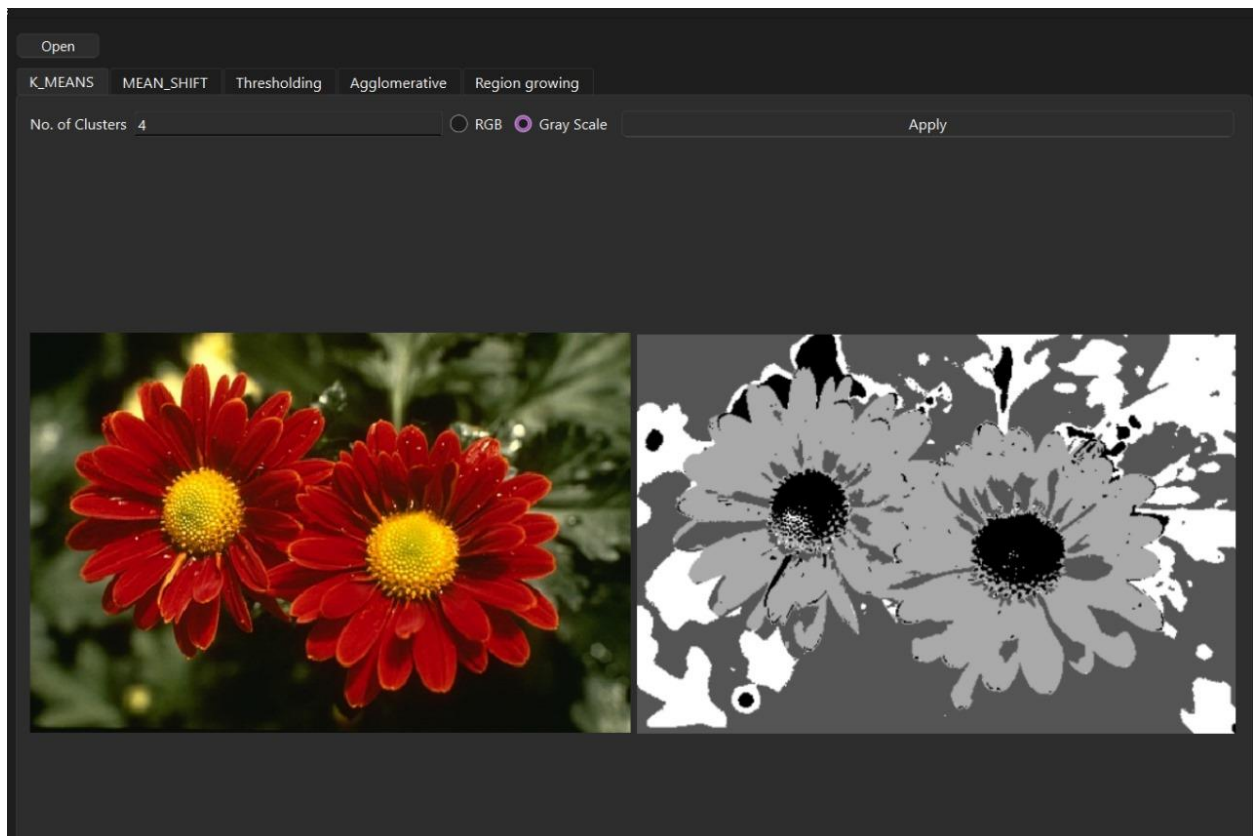 Open
K_MEANS MEAN_SHIFT Thresholding Agglomerative Region growing
No. of Clusters 4 RGB Gray Scale Apply